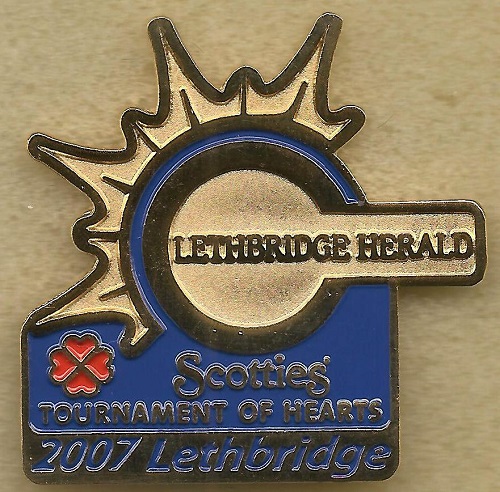 LETHBRIDGE HERALD
Scotties
TOURNAMENT OF HEARTS
2007 Lethbridge